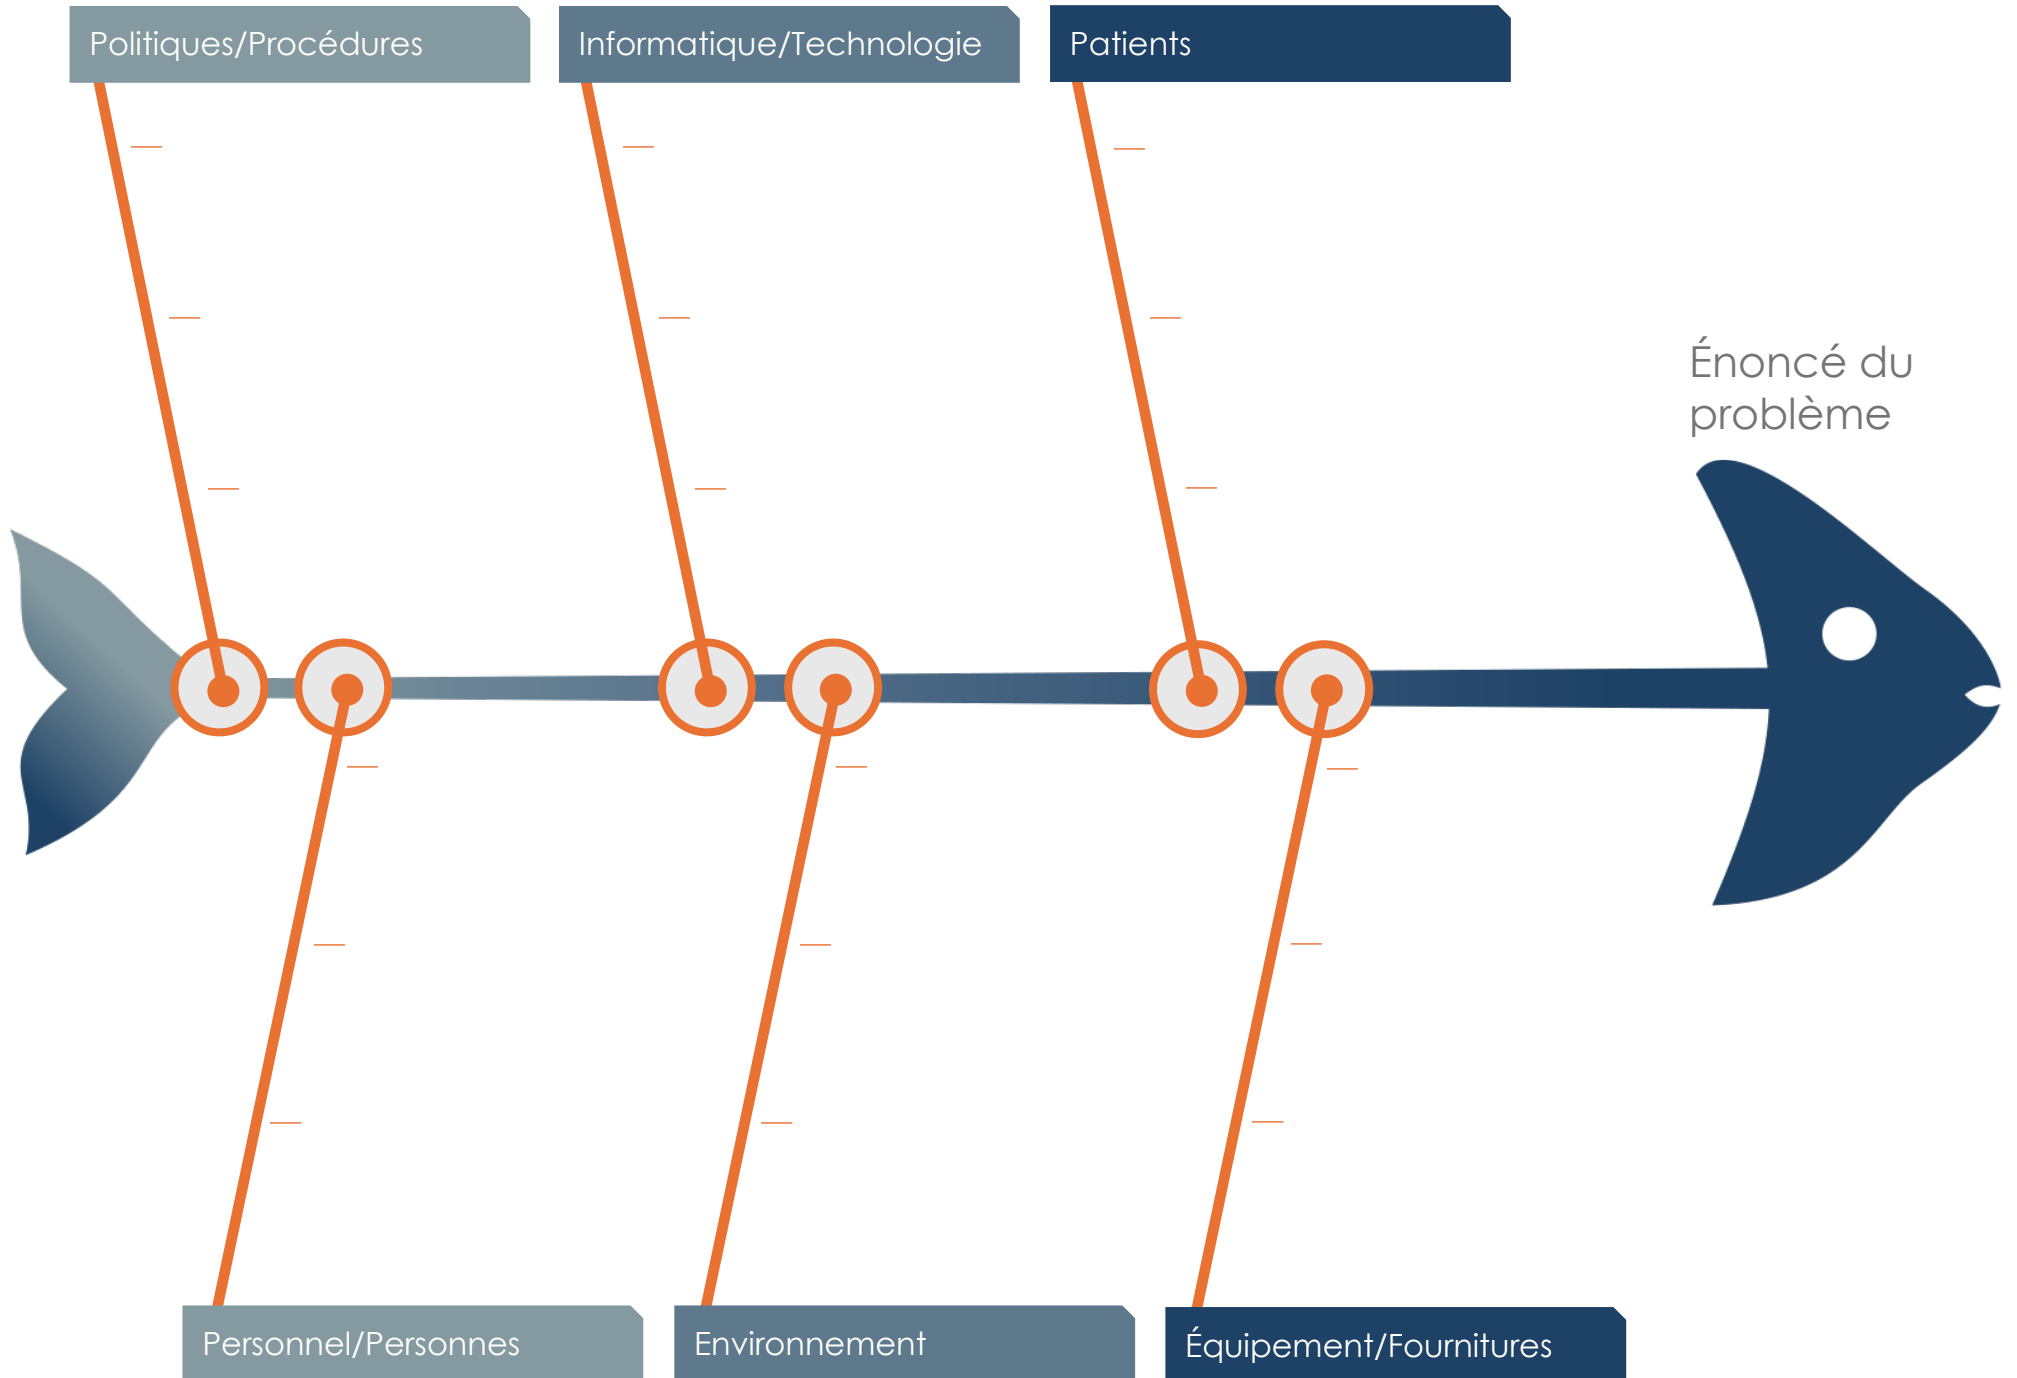 Politiques/Procédures
Informatique/Technologie
Patients
Énoncé du
problème
Personnel/Personnes
Environnement
Équipement/Fournitures